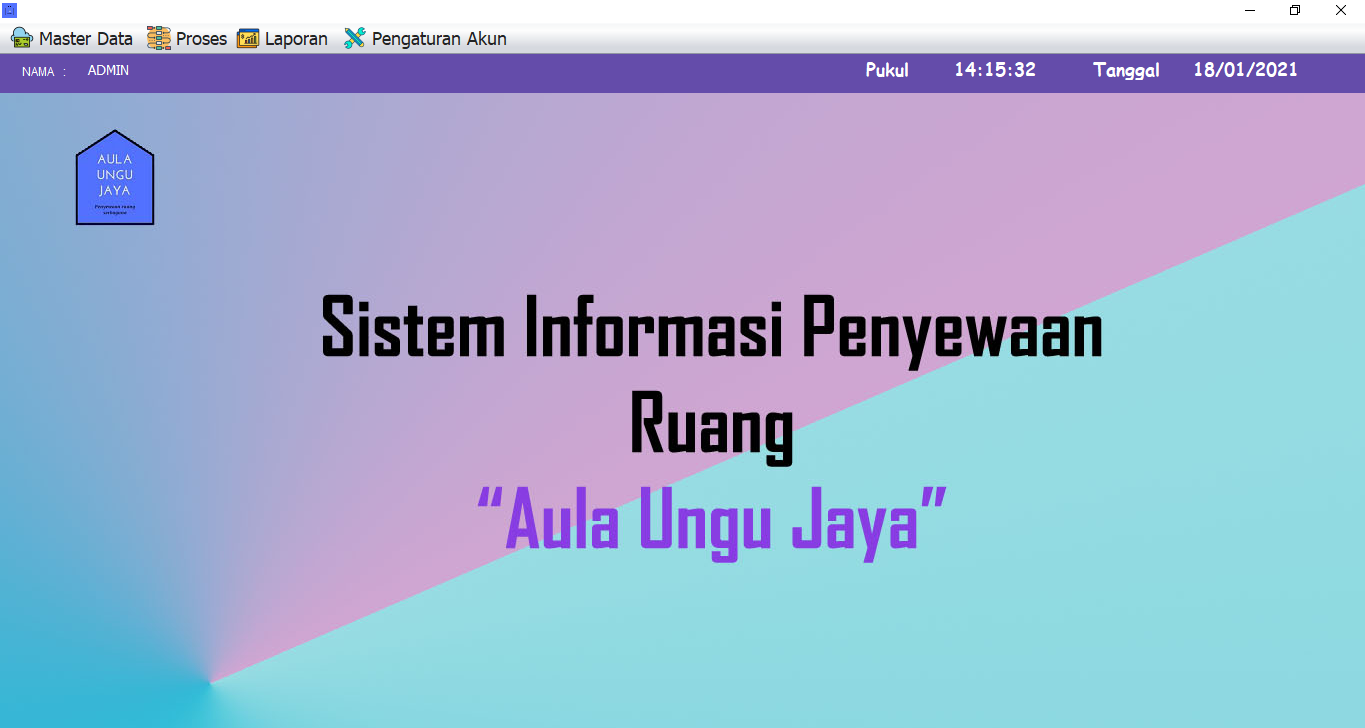 Master Data Proses Laporan Pengaturan Akun
NAMA : ADMIN Pukul 14:15:32 Tanggal 18/01/2021
AULA
UNGU
JAYA
Penyewaan ruang
serbaguna
Sistem Informasi Penyewaan
Ruang
“Aula Ungu Jaya”